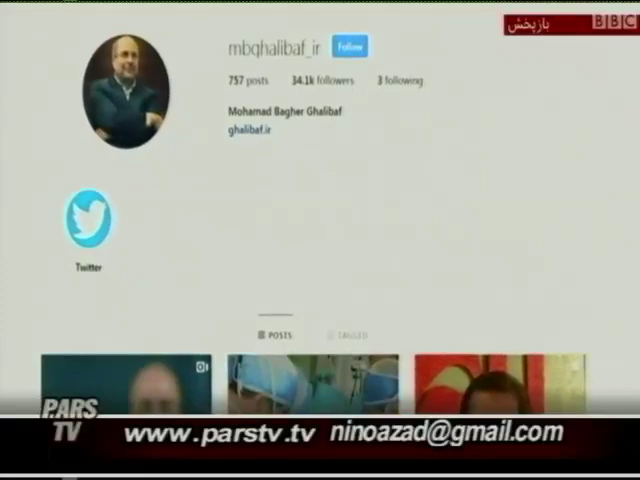 بازپخش
BBC
mbqhalibaf_ir Follow
757 posts 34.1k followers 3 following
Mohamad Bagher Ghalibaf
ghalibaf.ir
Twitter
POSTS TAGGED
PARS TV
www.parstv.tv ninoazad@gmail.com